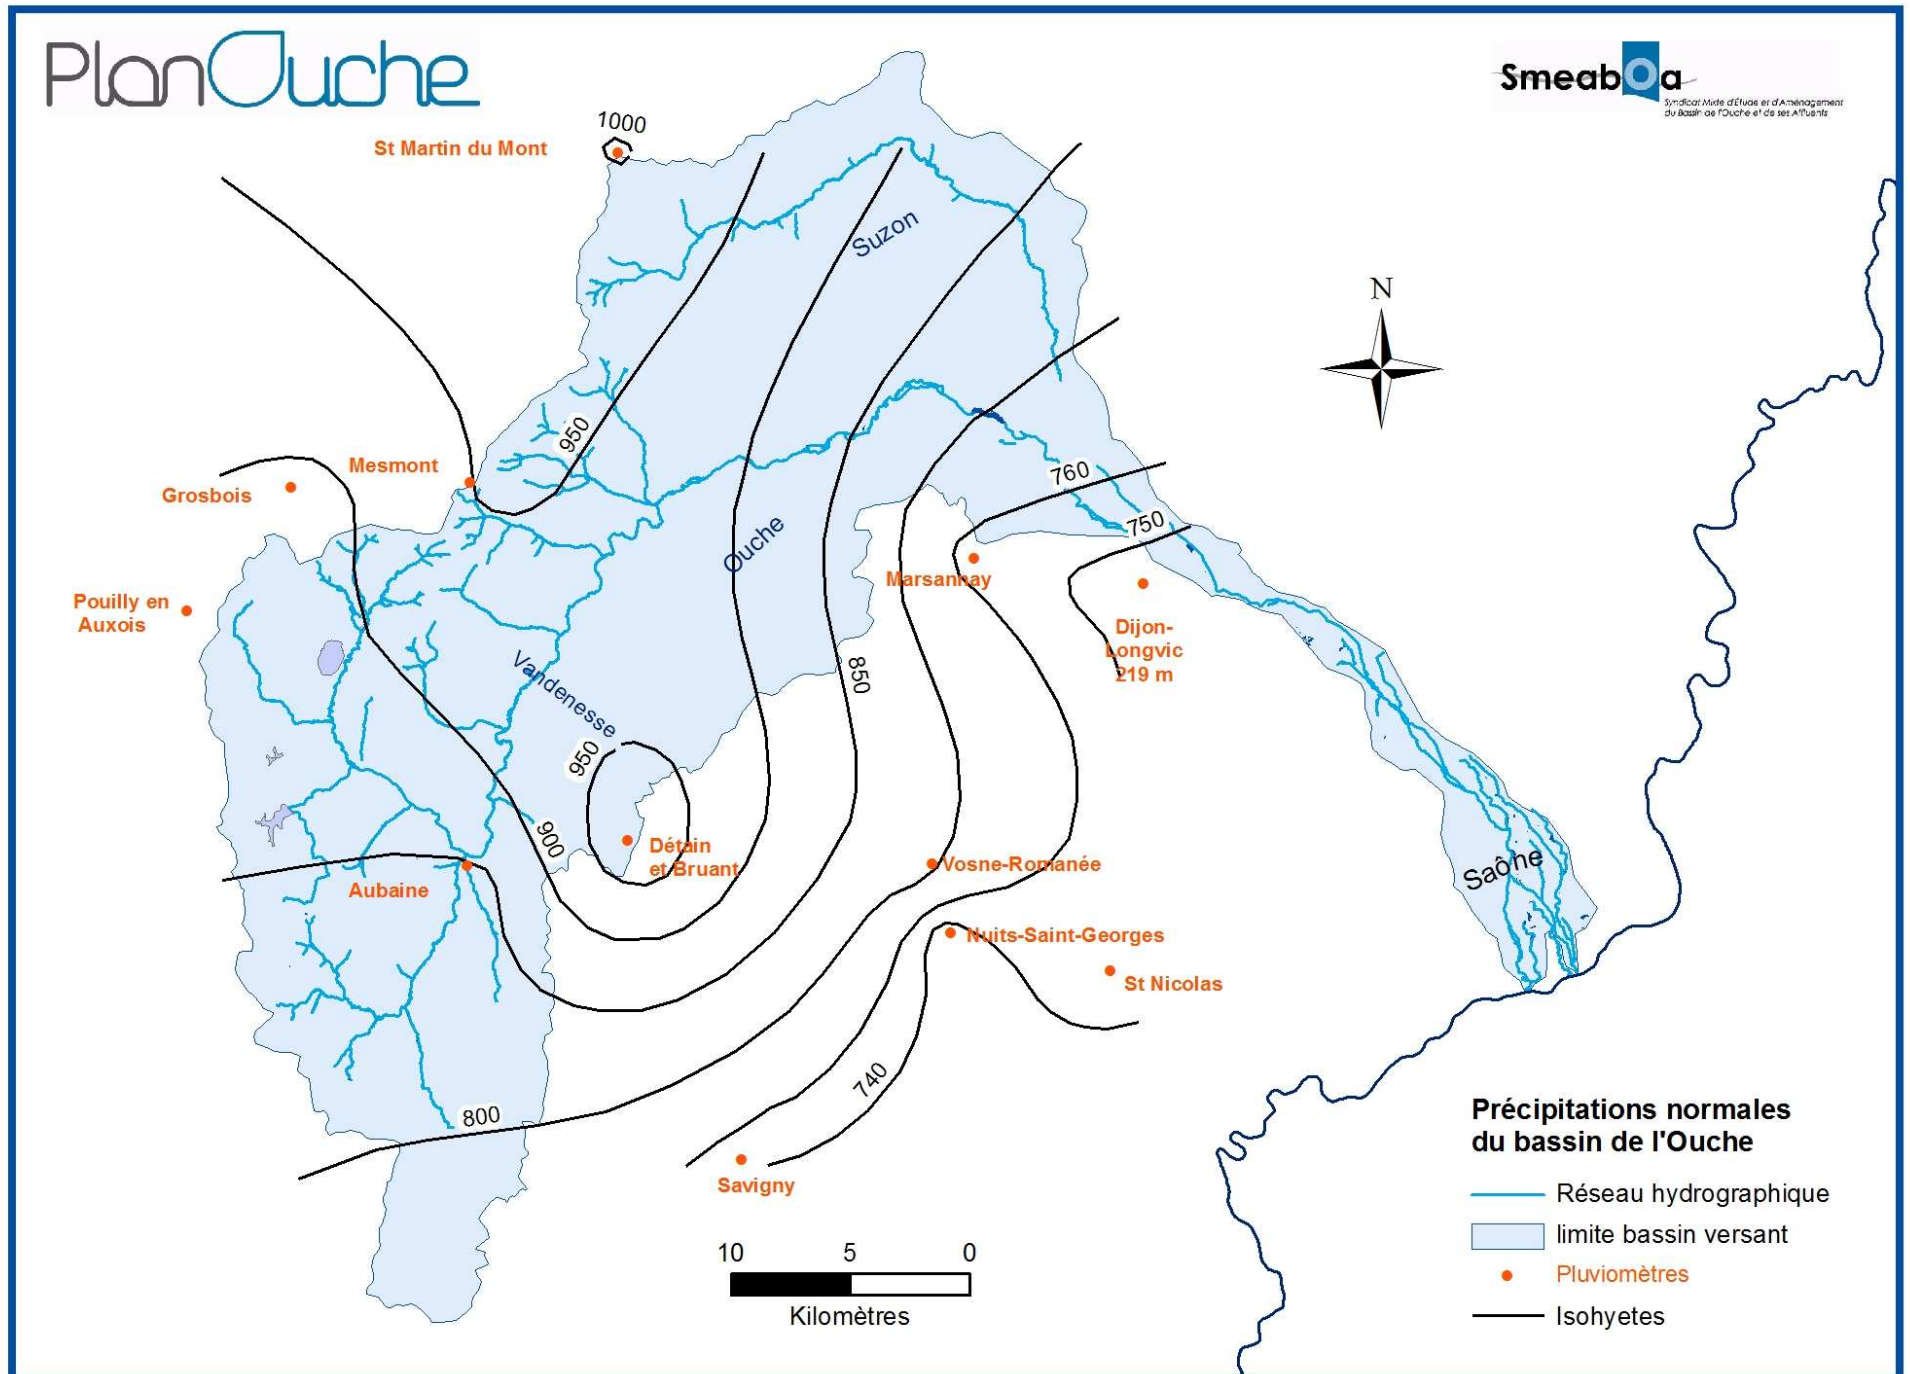 PlanOuche
Smeaboa
Syndicat Mixte d'Étude et d'Aménagement
du Bassin de l'Ouche et de ses Affluents
1000
St Martin du Mont
Suzon
N
950
Mesmont
Grosbois
760
750
Ouche
Marsannay
Pouilly en
Auxois
Dijon-
Longvic
219 m
Vandenesse
850
950
900
Détain
et Bruant
Aubaine
Vosne-Romanée
Saône
Nuits-Saint-Georges
St Nicolas
740
800
Savigny
10 5 0
Kilomètres
Précipitations normales
du bassin de l'Ouche
Réseau hydrographique
limite bassin versant
Pluviomètres
Isohyetes